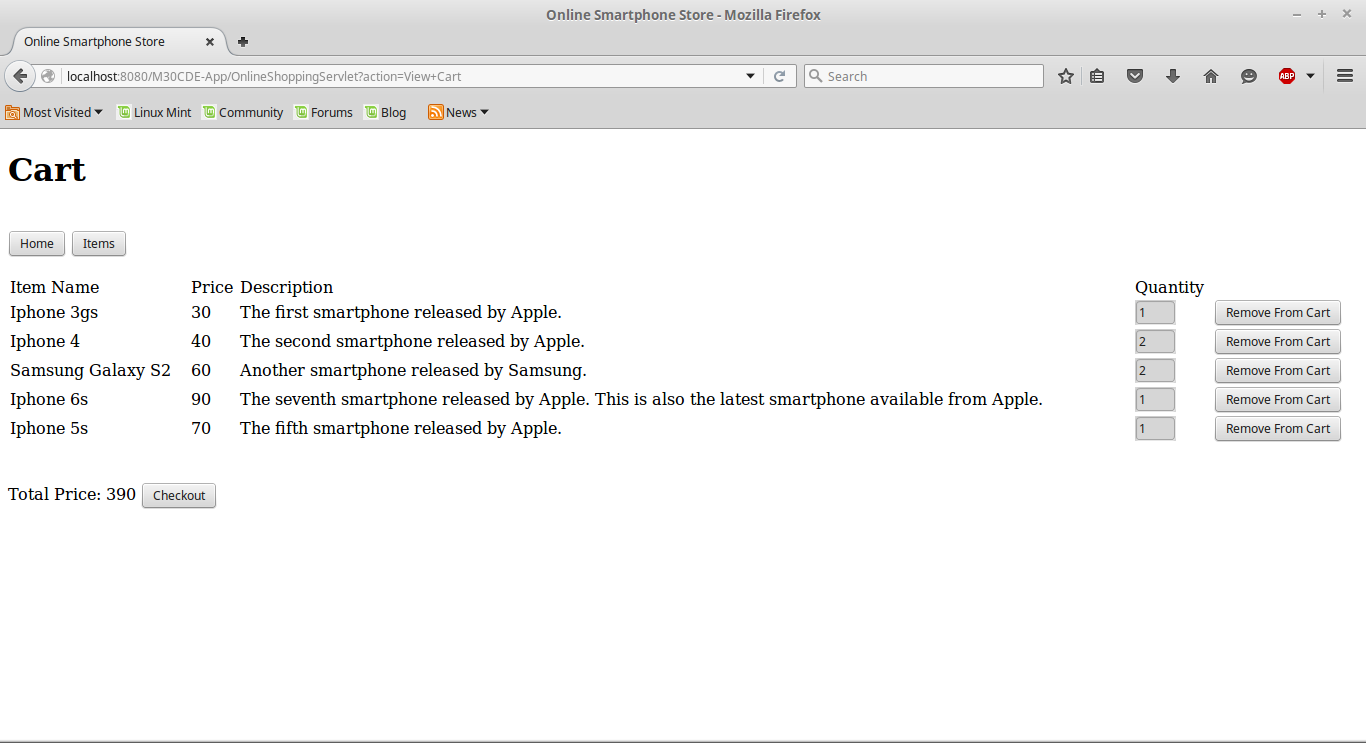 Online Smartphone Store - Mozilla Firefox
Online Smartphone Store
localhost:8080/M30CDE-App/OnlineShoppingServlet?action=View+Cart Search ABP
Most Visited Linux Mint Community Forums Blog News
Cart
Home Items
Item Name Price Description Quantity
Iphone 3gs 30 The first smartphone released by Apple. 1 Remove From Cart
Iphone 4 40 The second smartphone released by Apple. 2 Remove From Cart
Samsung Galaxy S2 60 Another smartphone released by Samsung. 2 Remove From Cart
Iphone 6s 90 The seventh smartphone released by Apple. This is also the latest smartphone available from Apple. 1 Remove From Cart
Iphone 5s 70 The fifth smartphone released by Apple. 1 Remove From Cart
Total Price: 390 Checkout